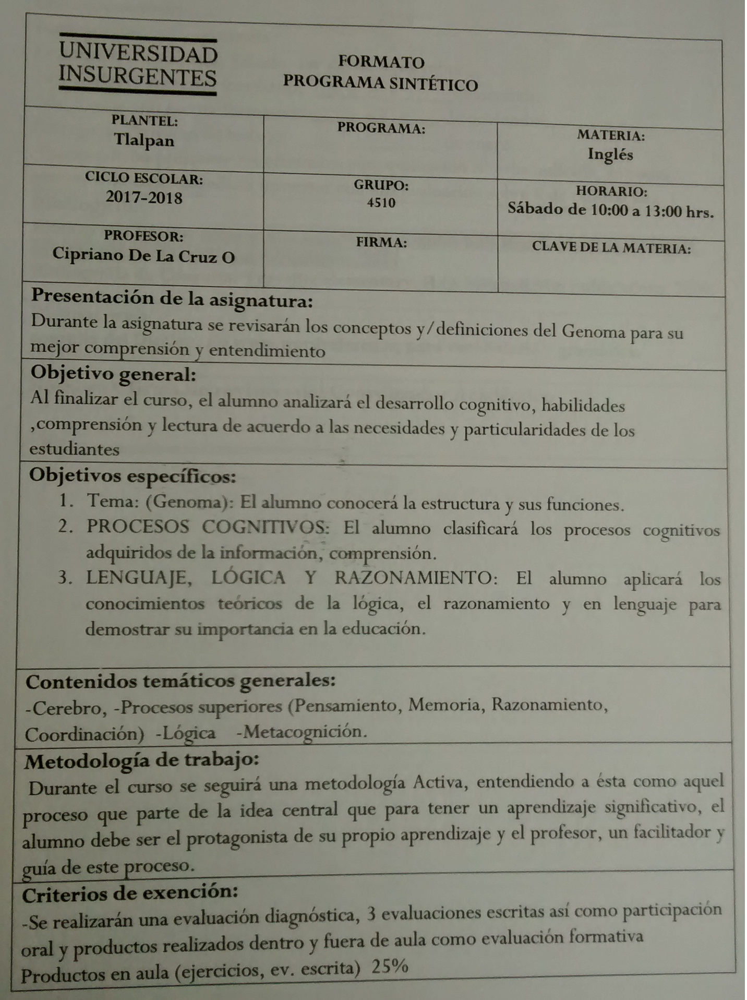 UNIVERSIDAD
INSURGENTES
FORMATO
PROGRAMA SINTÉTICO
PLANTEL:
Tlalpan
PROGRAMA:
MATERIA:
Inglés
CICLO ESCOLAR:
2017-2018
GRUPO:
4510
HORARIO:
Sábado de 10:00 a 13:00 hrs.
PROFESOR:
Cipriano De La Cruz O
FIRMA:
CLAVE DE LA MATERIA:
Presentación de la asignatura:
Durante la asignatura se revisarán los conceptos y/definiciones del Genoma para su
mejor comprensión y entendimiento
Objetivo general:
Al finalizar el curso, el alumno analizará el desarrollo cognitivo, habilidades
,comprensión y lectura de acuerdo a las necesidades y particularidades de los
estudiantes
Objetivos específicos:
1. Tema: (Genoma): El alumno conocerá la estructura y sus funciones.
2. PROCESOS COGNITIVOS: El alumno clasificará los procesos cognitivos
adquiridos de la información, comprensión.
3. LENGUAJE, LÓGICA Y RAZONAMIENTO: El alumno aplicará los
conocimientos teóricos de la lógica, el razonamiento y en lenguaje para
demostrar su importancia en la educación.
Contenidos temáticos generales:
-Cerebro, -Procesos superiores (Pensamiento, Memoria, Razonamiento,
Coordinación) -Lógica -Metacognición.
Metodología de trabajo:
Durante el curso se seguirá una metodología Activa, entendiendo a ésta como aquel
proceso que parte de la idea central que para tener un aprendizaje significativo, el
alumno debe ser el protagonista de su propio aprendizaje y el profesor, un facilitador y
guía de este proceso.
Criterios de exención:
-Se realizarán una evaluación diagnóstica, 3 evaluaciones escritas así como participación
oral y productos realizados dentro y fuera de aula como evaluación formativa
Productos en aula (ejercicios, ev. escrita) 25%